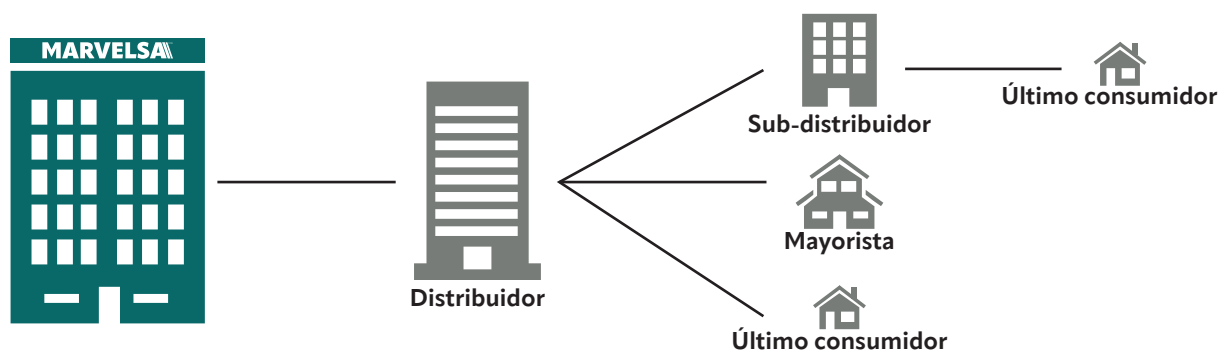 MARVELSA
Distribuidor
Sub-distribuidor
Último consumidor
Mayorista
Último consumidor